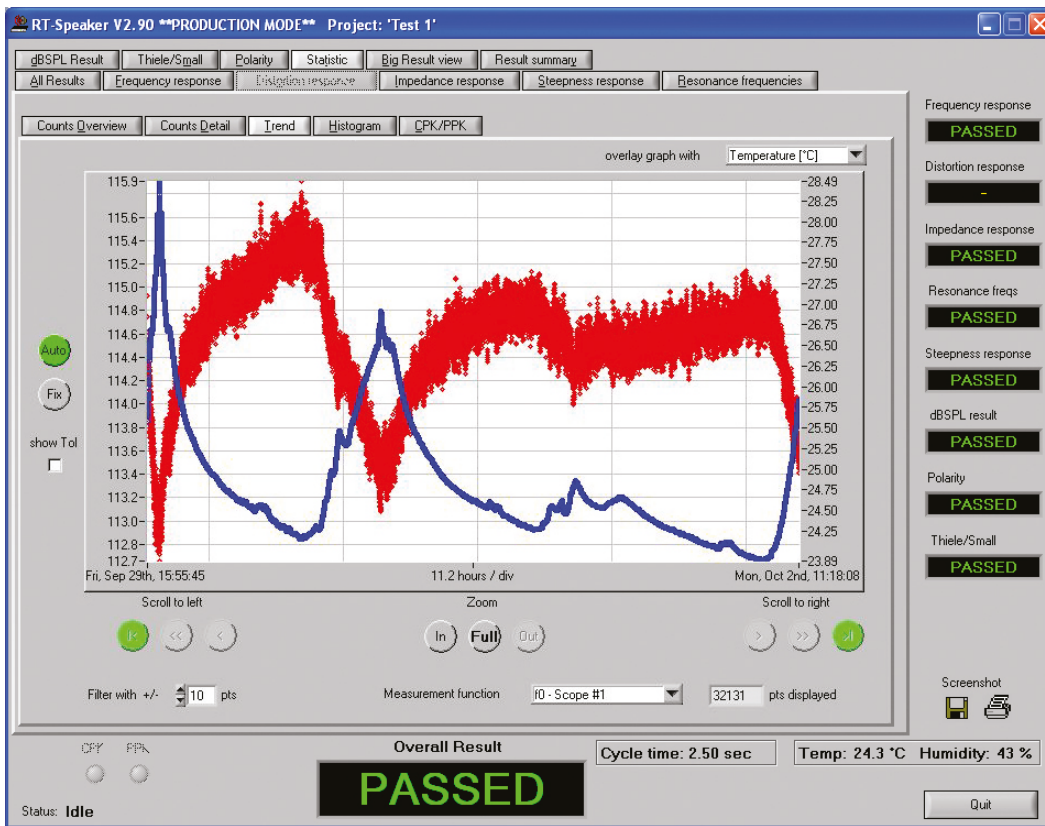 RT-Speaker V2.90 **PRODUCTION MODE** Project: 'Test 1'
dBSPL Result Thiele/Small Polarity Statistic Big Result view Result summary
All Results Frequency response Distortion response Impedance response Steepness response Resonance frequencies
Counts Overview Counts Detail Trend Histogram CPK/PPK
overlay graph with Temperature [°C]
115.9
115.6
115.4
115.2
115.0
114.8
114.6
114.4
114.2
114.0
113.8
113.6
113.4
113.2
113.0
112.8
112.7
28.49
28.25
28.00
27.75
27.50
27.25
27.00
26.75
26.50
26.25
26.00
25.75
25.50
25.25
25.00
24.75
24.50
24.25
23.89
Fri, Sep 29th, 15:55:45 11.2 hours / div Mon, Oct 2nd, 11:18:08
Auto
Fix
show Tol
Scroll to left Zoom Scroll to right
|< << < In Full Out > >> >|
Filter with +/- 10 pts Measurement function f0 - Scope #1 32131 pts displayed
Frequency response
PASSED
Distortion response
-
Impedance response
PASSED
Resonance freqs
PASSED
Steepness response
PASSED
dBSPL result
PASSED
Polarity
PASSED
Thiele/Small
PASSED
Screenshot
CPK PPK
Overall Result
PASSED
Cycle time: 2.50 sec
Temp: 24.3 °C Humidity: 43 %
Status: Idle
Quit